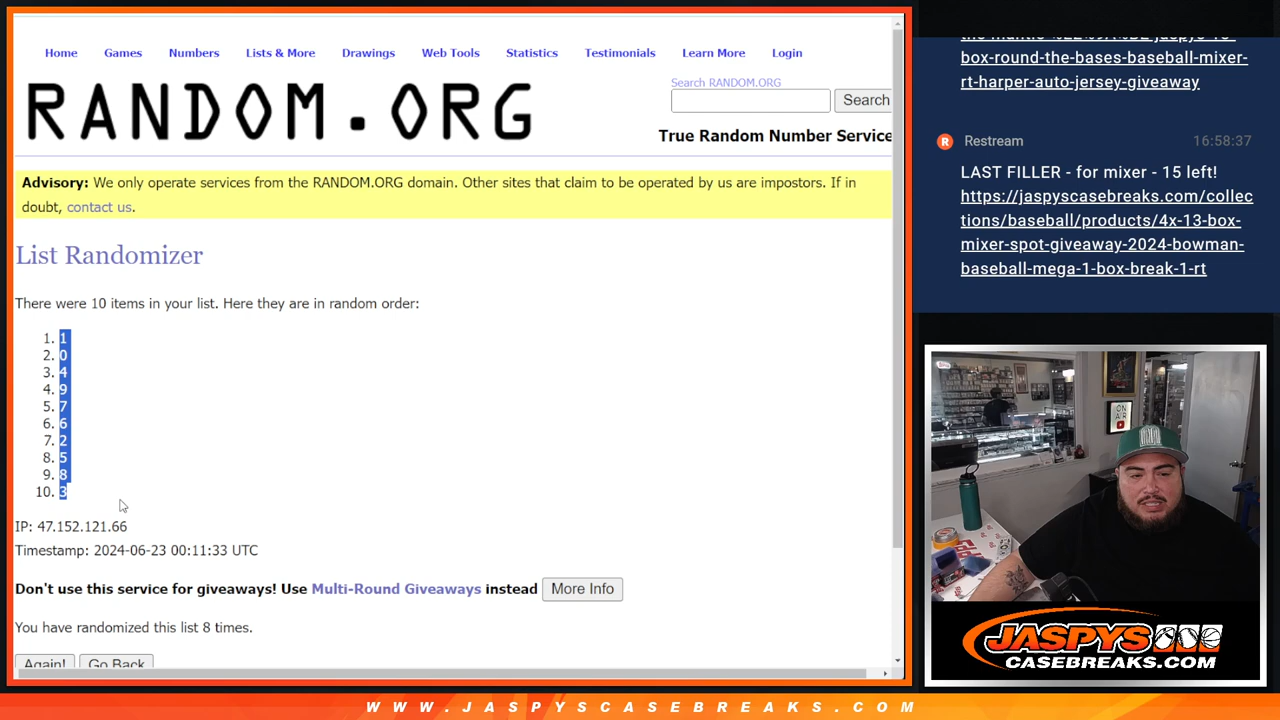 Home Games Numbers Lists & More Drawings Web Tools Statistics Testimonials Learn More Login
RANDOM.ORG
Search RANDOM.ORG
Search
True Random Number Service
Advisory: We only operate services from the RANDOM.ORG domain. Other sites that claim to be operated by us are impostors. If in
doubt, contact us.
List Randomizer
There were 10 items in your list. Here they are in random order:
1. 1
2. 0
3. 4
4. 9
5. 7
6. 6
7. 2
8. 5
9. 8
10. 3
IP: 47.152.121.66
Timestamp: 2024-06-23 00:11:33 UTC
Don't use this service for giveaways! Use Multi-Round Giveaways instead More Info
You have randomized this list 8 times.
Again! Go Back
box-round-the-bases-baseball-mixer-
rt-harper-auto-jersey-giveaway
R Restream 16:58:37
LAST FILLER - for mixer - 15 left!
https://jaspyscasebreaks.com/collec
tions/baseball/products/4x-13-box-
mixer-spot-giveaway-2024-bowman-
baseball-mega-1-box-break-1-rt
ON
AIR
JASPYS
CASEBREAKS.COM
WWW.JASPYSCASEBREAKS.COM